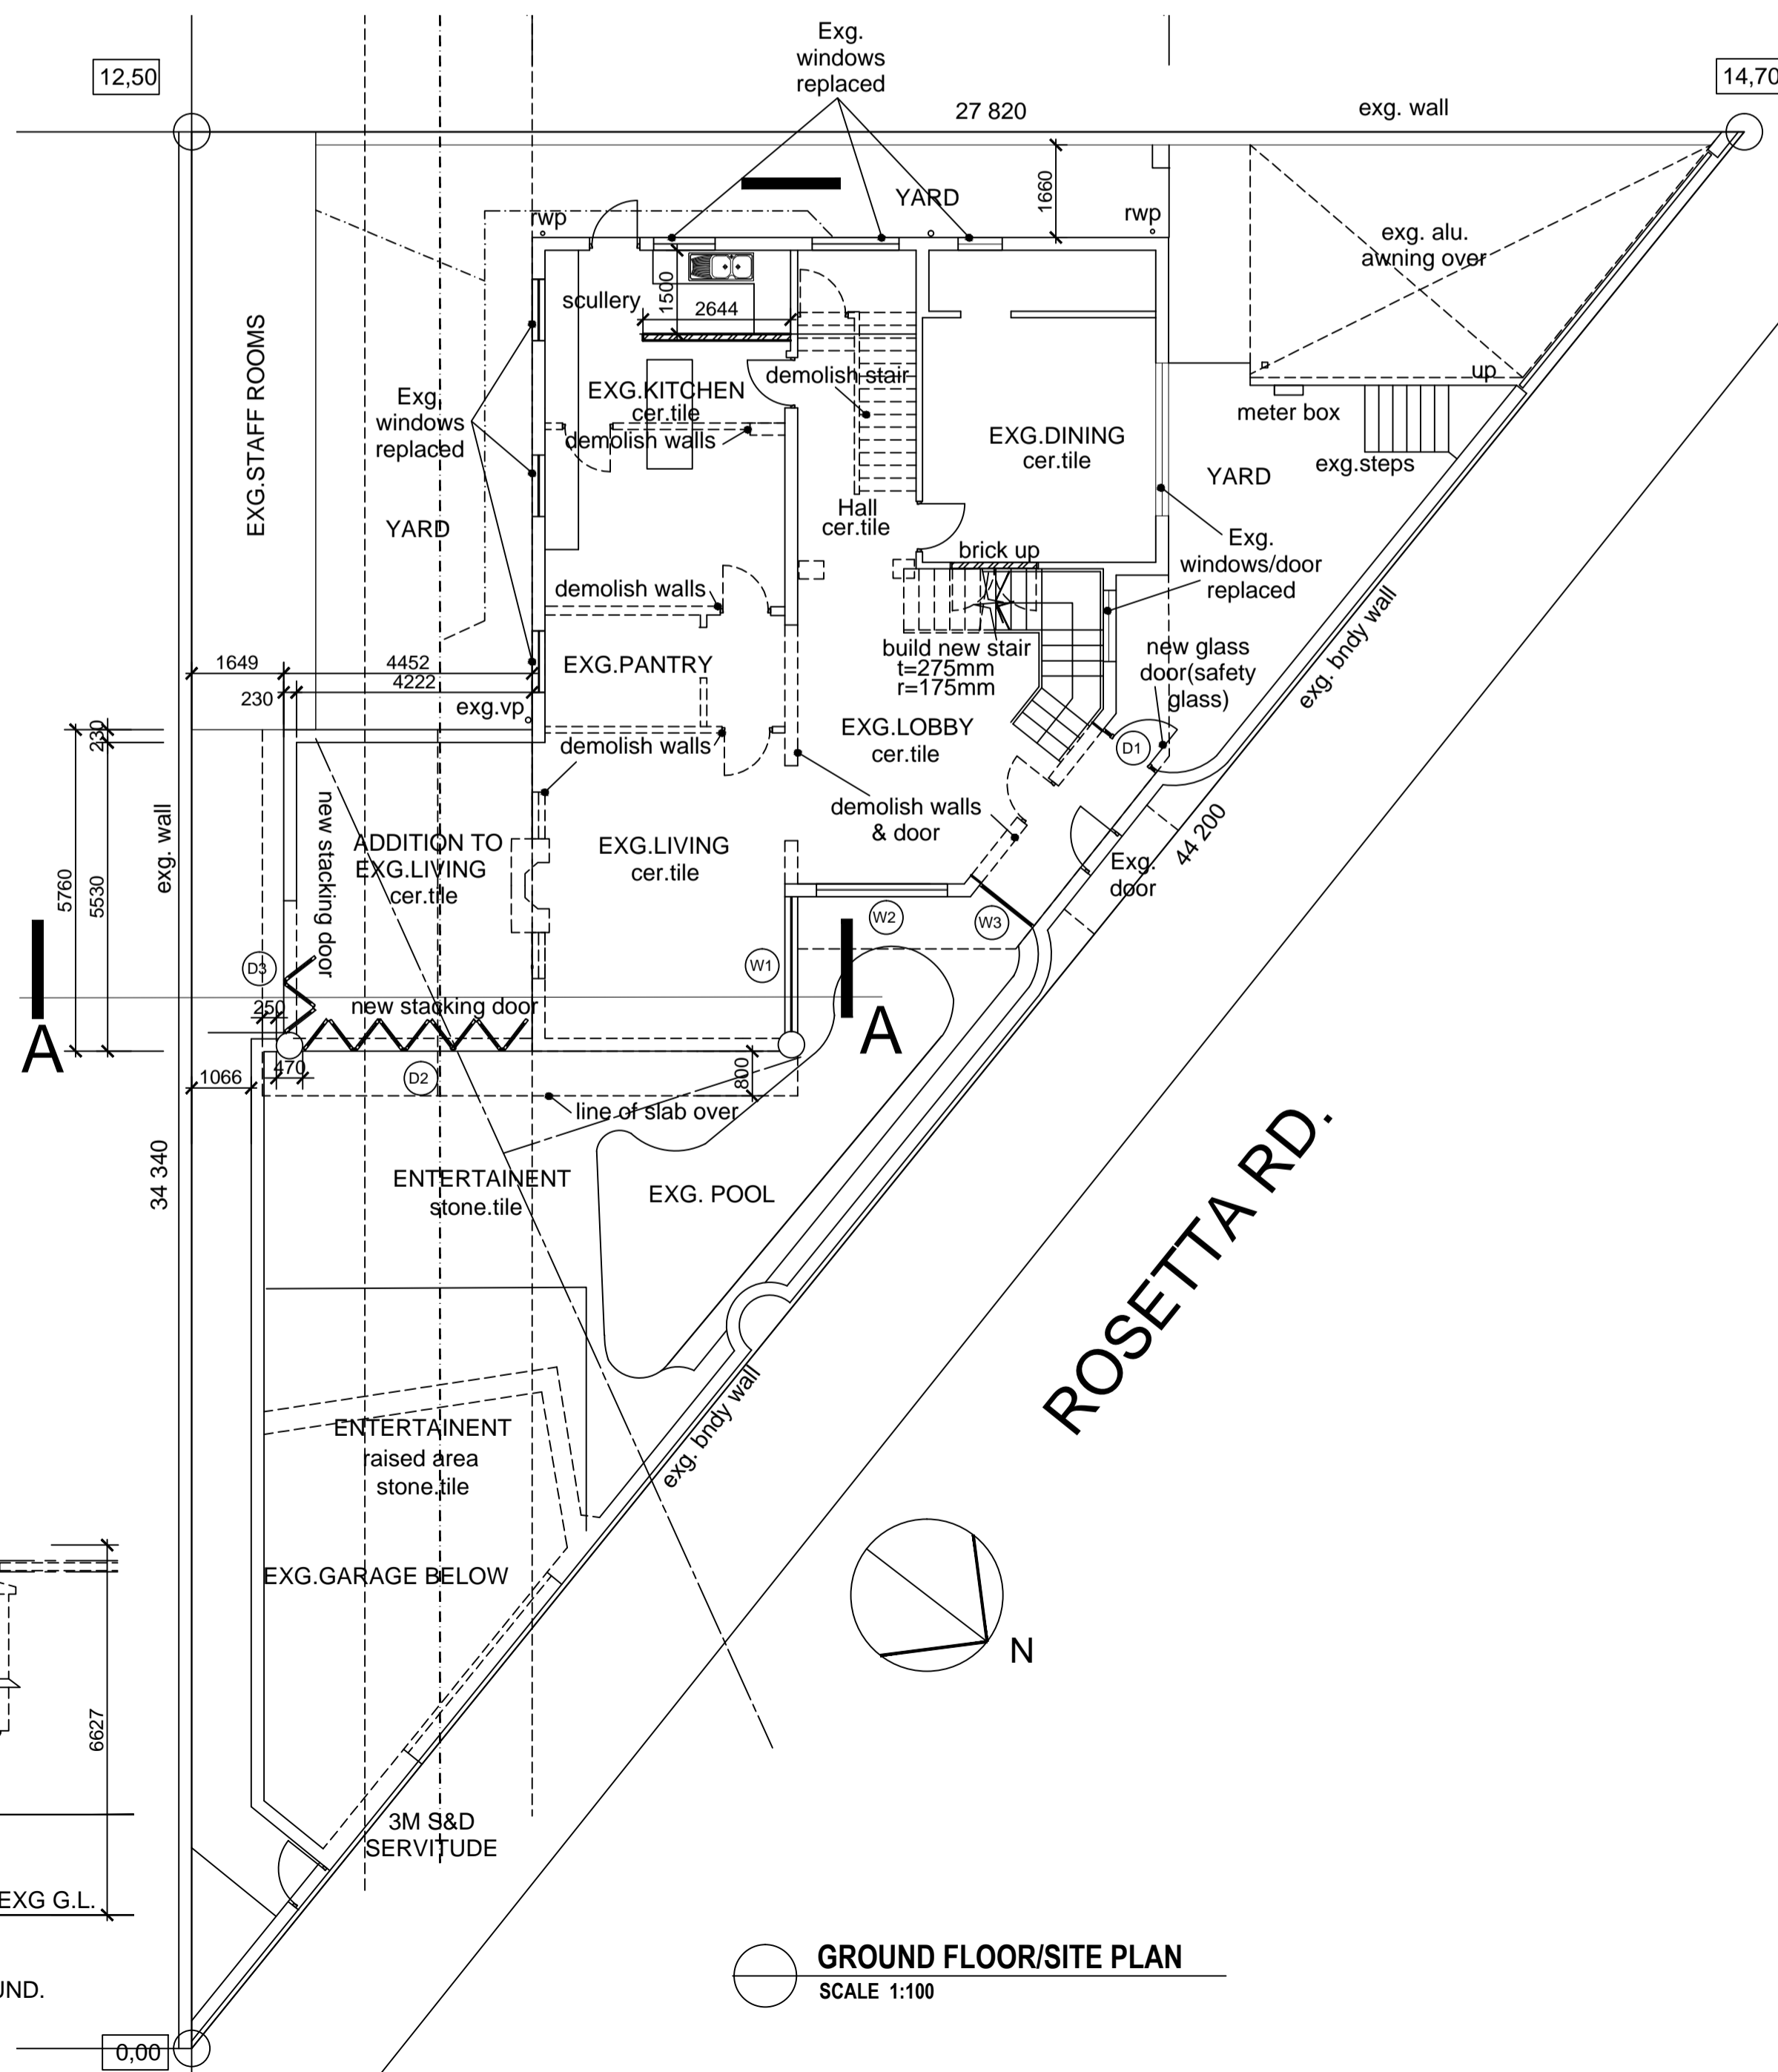 Exg.
windows
replaced
12,50
14,70
27 820
exg. wall
YARD
1660
rwp
rwp
exg. alu.
awning over
scullery
1500
2644
EXG.STAFF ROOMS
EXG.KITCHEN
cer.tile
demolish walls
demolish stair
Exg.
windows
replaced
up
meter box
exg.steps
EXG.DINING
cer.tile
YARD
YARD
Hall
cer.tile
Exg.
windows/door
replaced
brick up
demolish walls
exg. bndy wall
build new stair
t=275mm
r=175mm
new glass
door(safety
glass)
1649
4452
4222
230
EXG.PANTRY
exg.vp
EXG.LOBBY
cer.tile
D1
demolish walls
230
5760
5530
exg. wall
new stacking door
ADDITION TO
EXG.LIVING
cer.tile
EXG.LIVING
cer.tile
demolish walls
& door
44 200
Exg.
door
W2
W3
W1
D3
new stacking door
250
A
A
470
1066
D2
800
line of slab over
34 340
ENTERTAINENT
stone.tile
EXG. POOL
ROSETTA RD.
exg. bndy wall
ENTERTAINENT
raised area
stone.tile
EXG.GARAGE BELOW
N
6627
3M S&D
SERVITUDE
EXG G.L.
GROUND FLOOR/SITE PLAN
SCALE 1:100
UND.
0,00